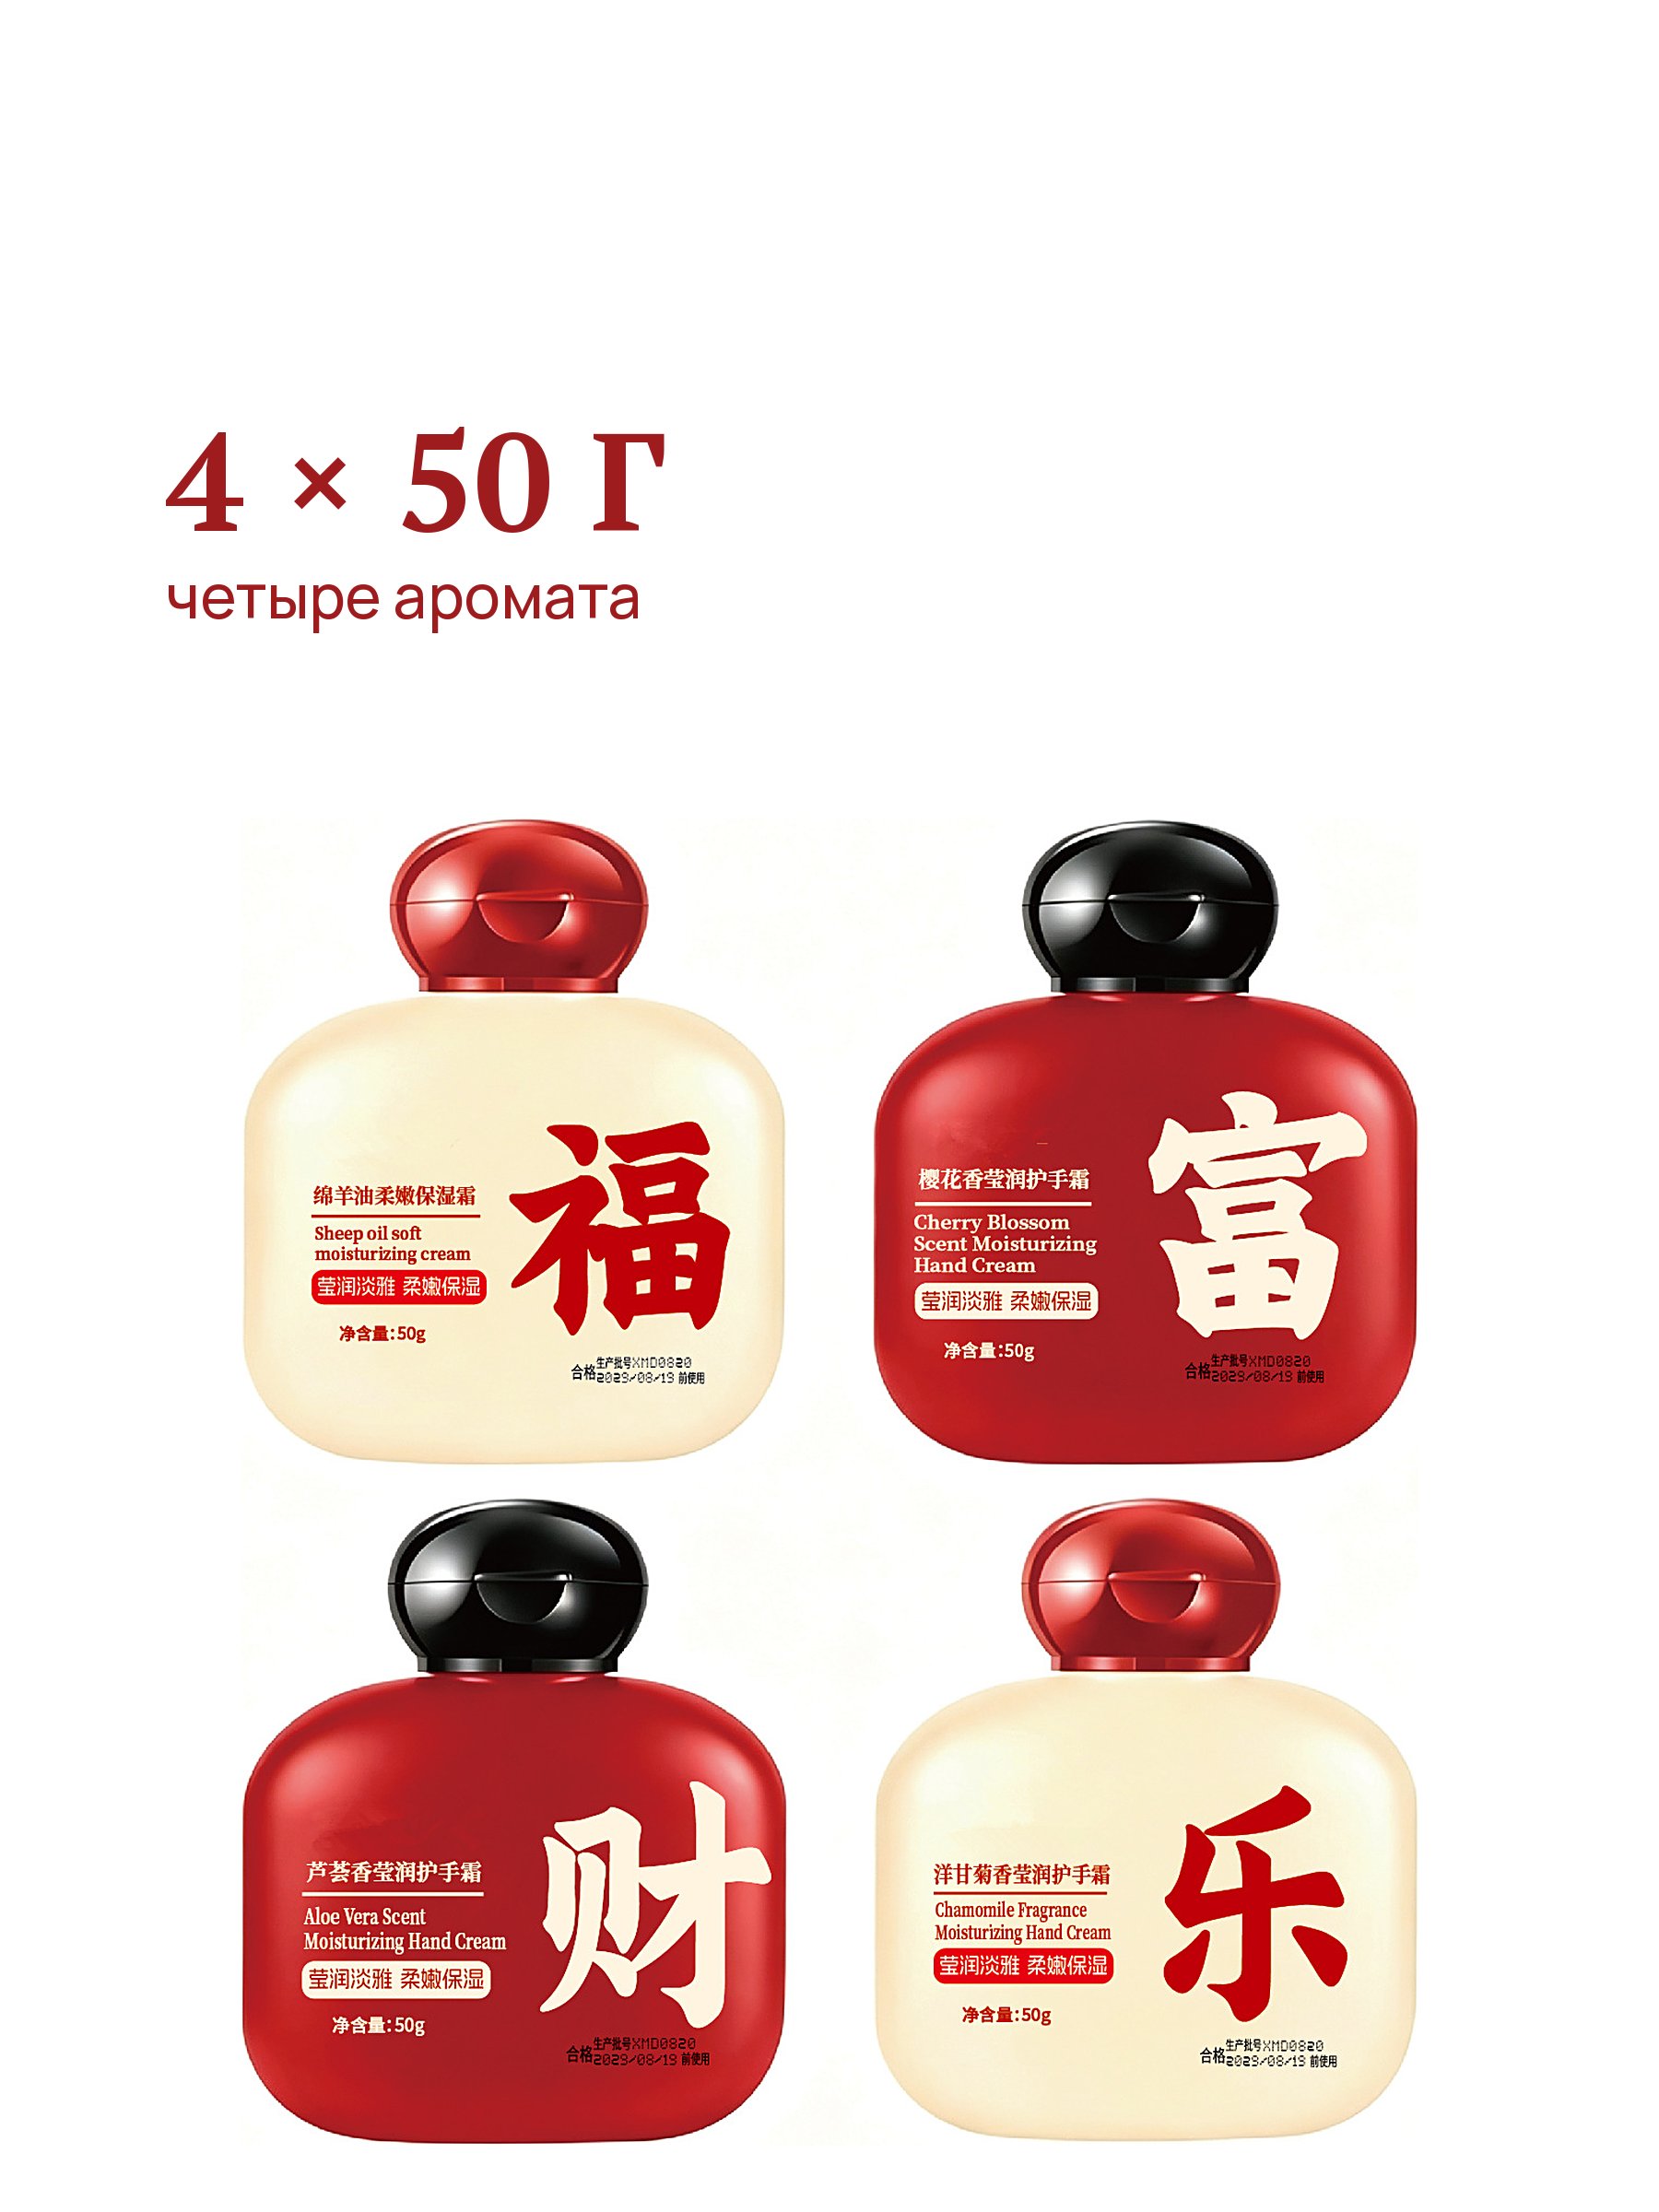 4 × 50 Г
четыре аромата
绵羊油柔嫩保湿霜
Sheep oil soft
moisturizing cream
莹润淡雅 柔嫩保湿
净含量:50g
福
合格
生产批号XMD0820
2029/08/19 前使用
樱花香莹润护手霜
Cherry Blossom
Scent Moisturizing
Hand Cream
莹润淡雅 柔嫩保湿
净含量:50g
富
合格
生产批号XMD0820
2029/08/19 前使用
芦荟香莹润护手霜
Aloe Vera Scent
Moisturizing Hand Cream
莹润淡雅 柔嫩保湿
净含量:50g
财
合格
生产批号XMD0820
2029/08/19 前使用
洋甘菊香莹润护手霜
Chamomile Fragrance
Moisturizing Hand Cream
莹润淡雅 柔嫩保湿
净含量:50g
乐
合格
生产批号XMD0820
2029/08/19 前使用